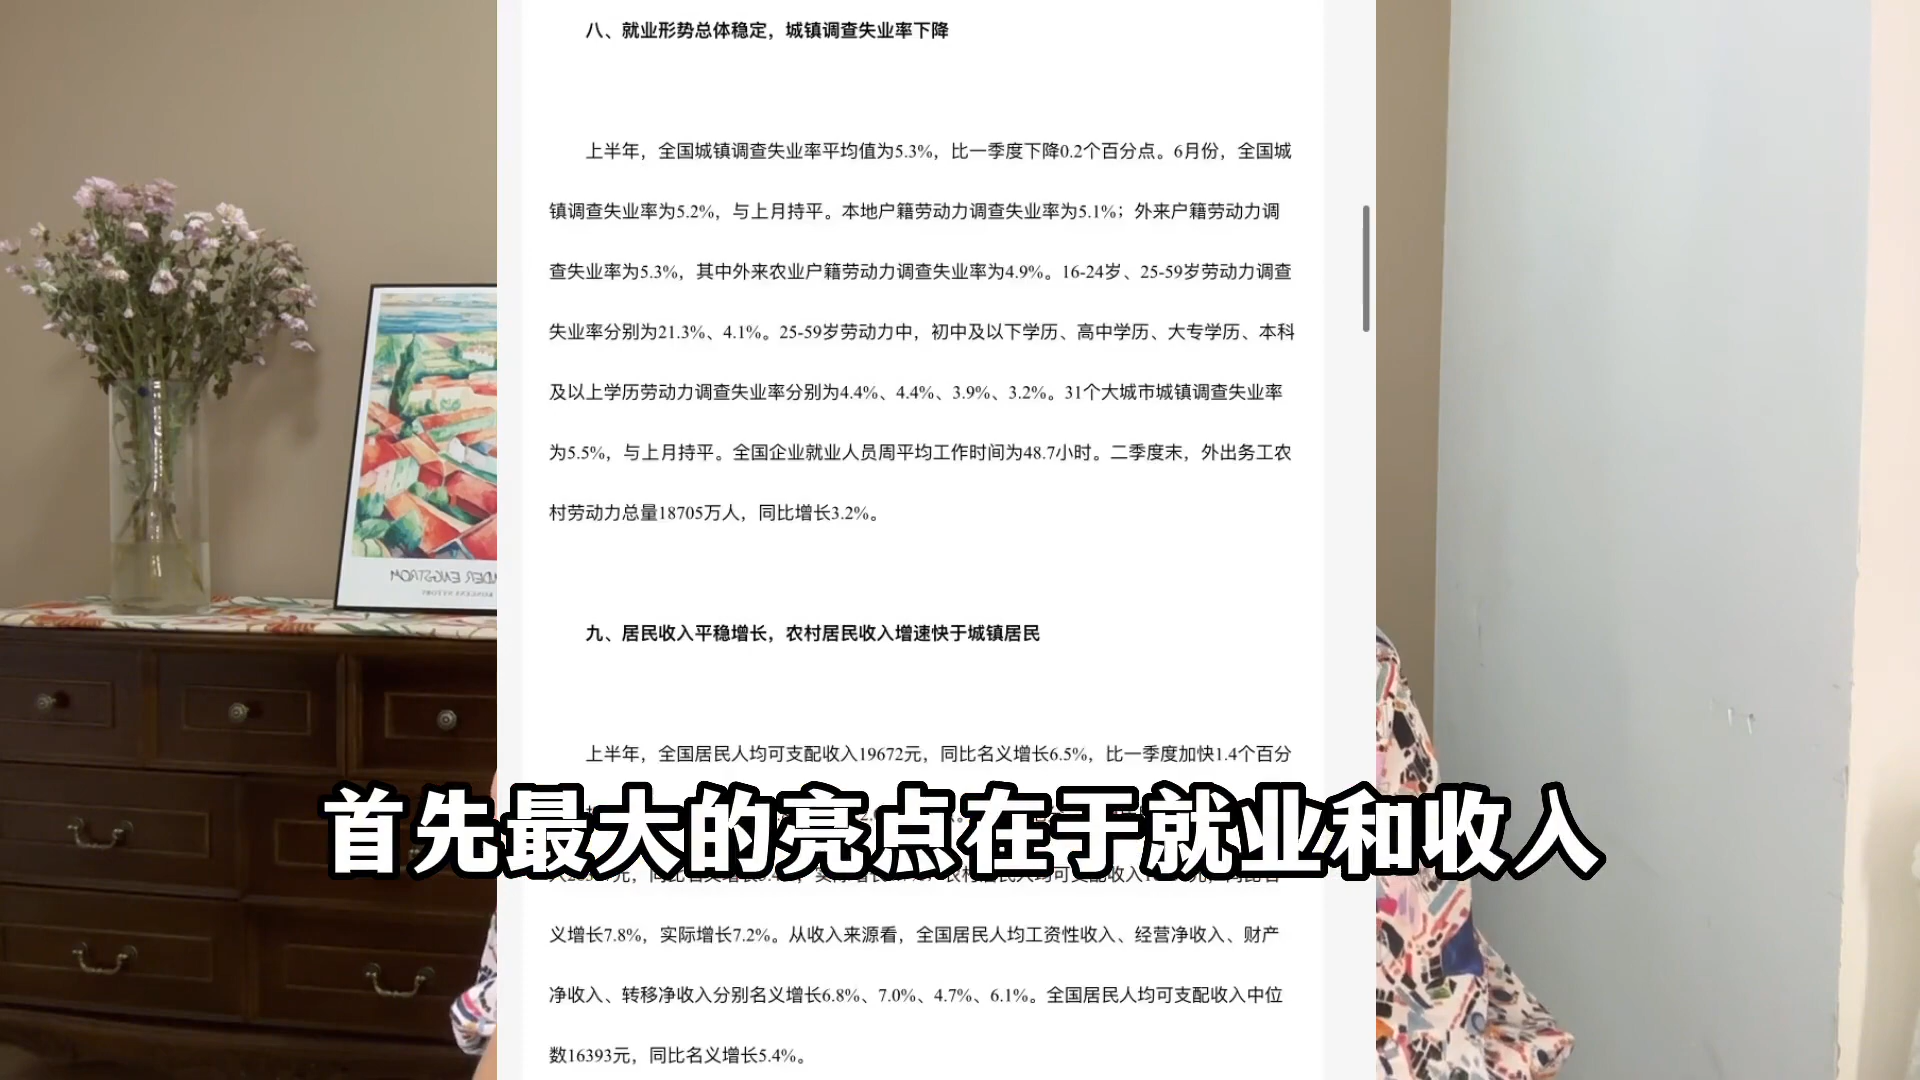 八、就业形势总体稳定，城镇调查失业率下降
上半年，全国城镇调查失业率平均值为5.3%，比一季度下降0.2个百分点。6月份，全国城
镇调查失业率为5.2%，与上月持平。本地户籍劳动力调查失业率为5.1%；外来户籍劳动力调
查失业率为5.3%，其中外来农业户籍劳动力调查失业率为4.9%。16-24岁、25-59岁劳动力调查
失业率分别为21.3%、4.1%。25-59岁劳动力中，初中及以下学历、高中学历、大专学历、本科
及以上学历劳动力调查失业率分别为4.4%、4.4%、3.9%、3.2%。31个大城市城镇调查失业率
为5.5%，与上月持平。全国企业就业人员周平均工作时间为48.7小时。二季度末，外出务工农
村劳动力总量18705万人，同比增长3.2%。
九、居民收入平稳增长，农村居民收入增速快于城镇居民
上半年，全国居民人均可支配收入19672元，同比名义增长6.5%，比一季度加快1.4个百分
首先最大的亮点在于就业和收入
义增长7.8%，实际增长7.2%。从收入来源看，全国居民人均工资性收入、经营净收入、财产
净收入、转移净收入分别名义增长6.8%、7.0%、4.7%、6.1%。全国居民人均可支配收入中位
数16393元，同比名义增长5.4%。